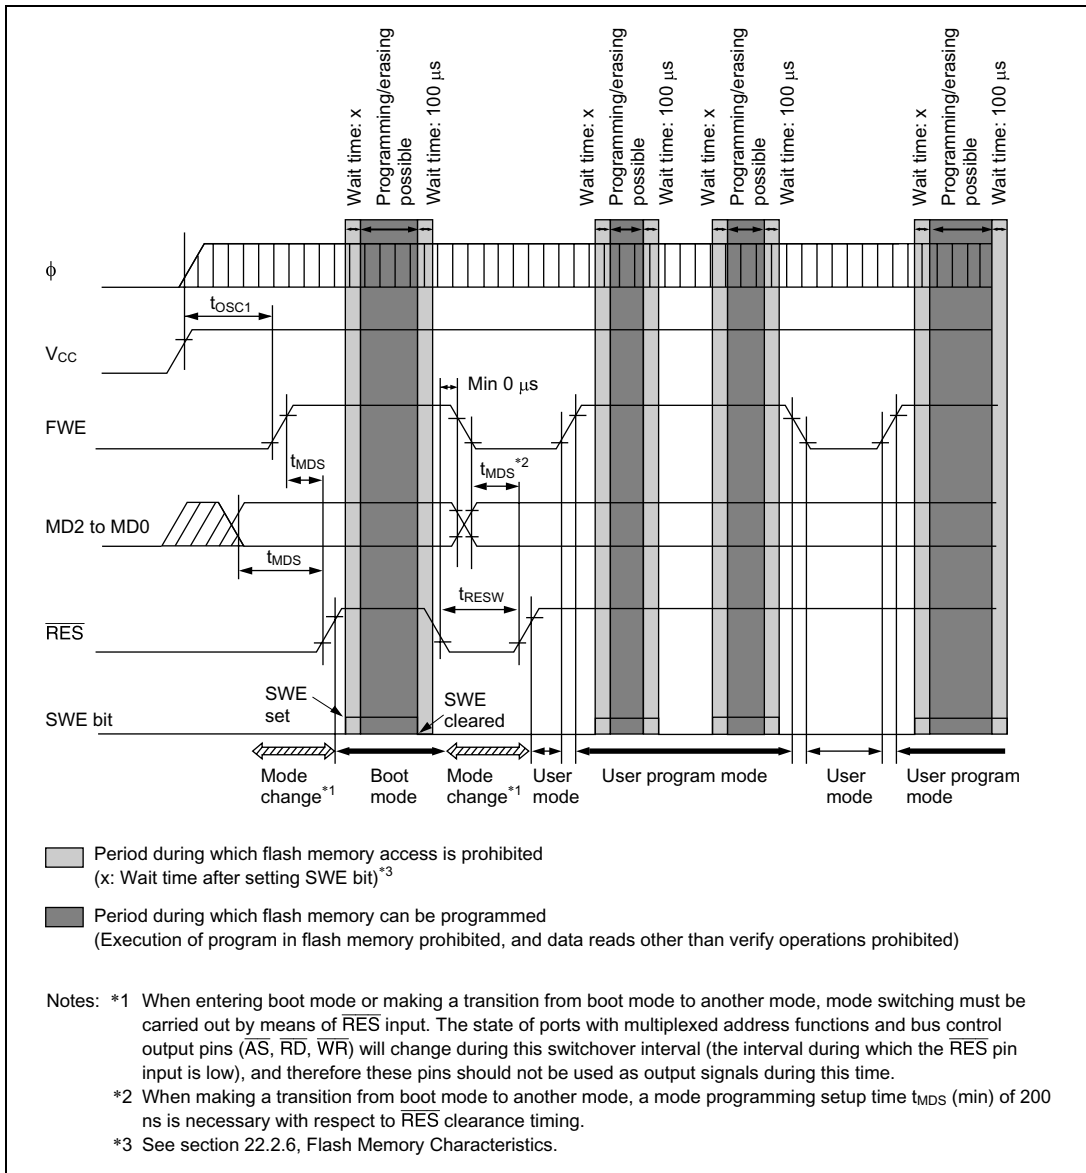 Wait time: x
Programming/erasing
possible
Wait time: 100 μs
Wait time: x
Programming/erasing
possible
Wait time: 100 μs
Wait time: x
Programming/erasing
possible
Wait time: 100 μs
Wait time: x
Programming/erasing
possible
Wait time: 100 μs
ϕ
tOSC1
VCC
Min 0 μs
FWE
tMDS
tMDS*2
MD2 to MD0
tMDS
tRESW
RES
SWE
set
SWE
cleared
SWE bit
Mode
change*1
Boot
mode
Mode
change*1
User
mode
User program mode
User
mode
User program
mode
Period during which flash memory access is prohibited
(x: Wait time after setting SWE bit)*3
Period during which flash memory can be programmed
(Execution of program in flash memory prohibited, and data reads other than verify operations prohibited)
Notes: *1 When entering boot mode or making a transition from boot mode to another mode, mode switching must be
carried out by means of RES input. The state of ports with multiplexed address functions and bus control
output pins (AS, RD, WR) will change during this switchover interval (the interval during which the RES pin
input is low), and therefore these pins should not be used as output signals during this time.
*2 When making a transition from boot mode to another mode, a mode programming setup time tMDS (min) of 200
ns is necessary with respect to RES clearance timing.
*3 See section 22.2.6, Flash Memory Characteristics.